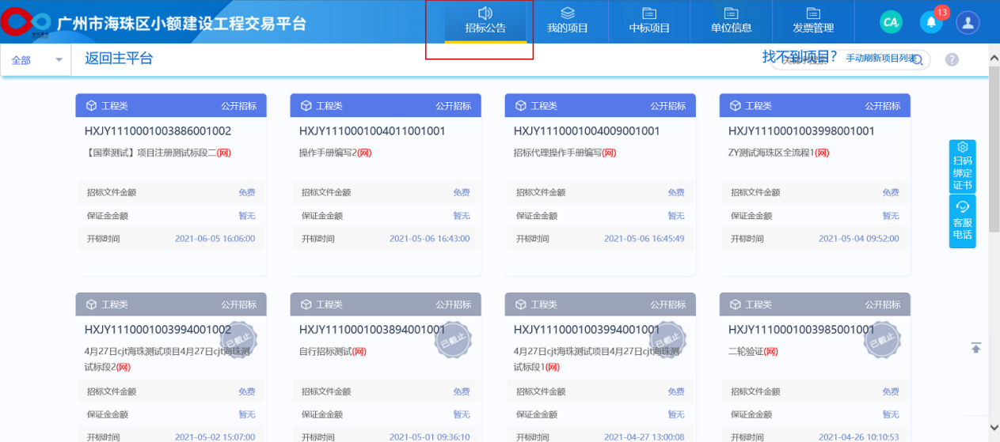 广州市海珠区小额建设工程交易平台
招标公告
我的项目
中标项目
单位信息
发票管理
CA
13
全部
返回主平台
找不到项目？
手动刷新项目列表
工程类 公开招标
HXJY1110001003886001002
【国泰测试】项目注册测试标段二(网)
招标文件金额 免费
保证金金额 暂无
开标时间 2021-06-05 16:06:00
工程类 公开招标
HXJY1110001004011001001
操作手册编写2(网)
招标文件金额 免费
保证金金额 暂无
开标时间 2021-05-06 16:43:00
工程类 公开招标
HXJY1110001004009001001
招标代理操作手册编写(网)
招标文件金额 免费
保证金金额 暂无
开标时间 2021-05-06 16:45:49
工程类 公开招标
HXJY1110001003998001001
ZY测试海珠区全流程1(网)
招标文件金额 免费
保证金金额 暂无
开标时间 2021-05-04 09:52:00
扫码
绑定
证书
客服
电话
工程类 公开招标
HXJY1110001003994001002
已截止
4月27日cjt海珠测试项目4月27日cjt海珠测
试标段2(网)
招标文件金额 免费
保证金金额 暂无
开标时间 2021-05-02 15:07:00
工程类 公开招标
HXJY1110001003894001001
已截止
自行招标测试(网)
招标文件金额 免费
保证金金额 暂无
开标时间 2021-05-01 09:36:10
工程类 公开招标
HXJY1110001003994001001
已截止
4月27日cjt海珠测试项目4月27日cjt海珠测
试标段1(网)
招标文件金额 免费
保证金金额 暂无
开标时间 2021-04-27 13:00:08
工程类 公开招标
HXJY1110001003985001001
已截止
二轮验证(网)
招标文件金额 免费
保证金金额 暂无
开标时间 2021-04-26 10:10:53